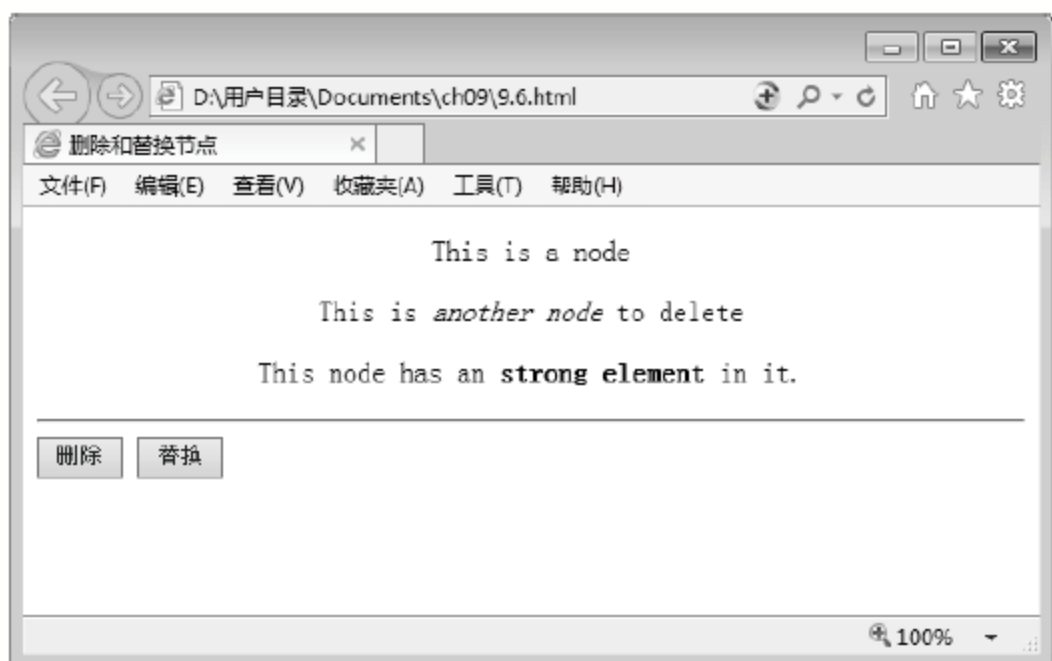 D:\用户目录\Documents\ch09\9.6.html
删除和替换节点
文件(F) 编辑(E) 查看(V) 收藏夹(A) 工具(T) 帮助(H)
This is a node
This is another node to delete
This node has an strong element in it.
删除 替换
100%